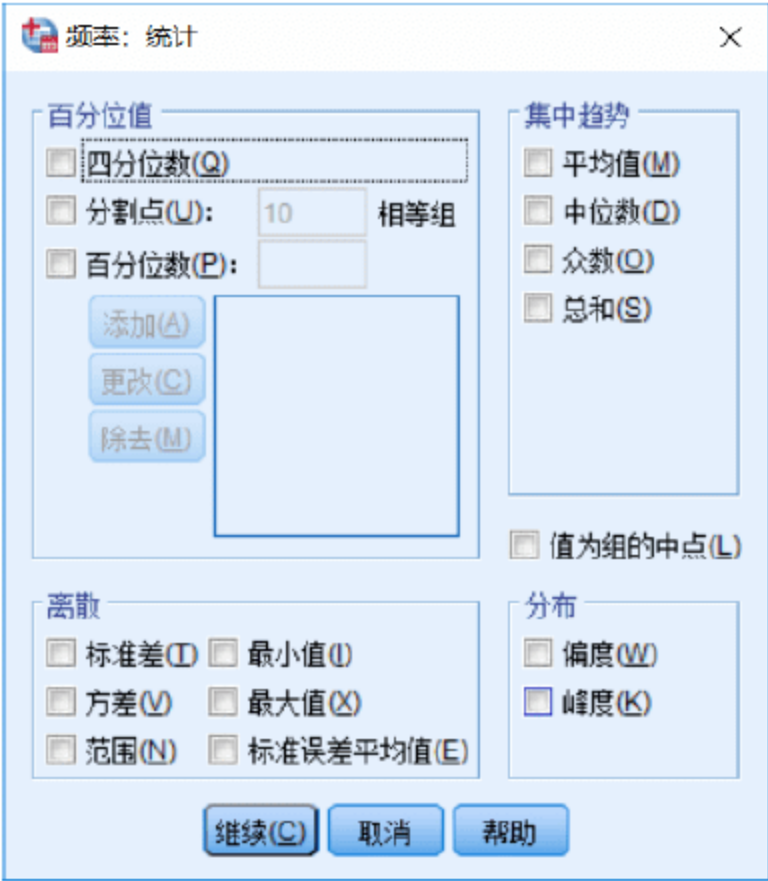 频率：统计
百分位值
四分位数(Q)
分割点(U)： 10 相等组
百分位数(P)：
添加(A)
更改(C)
除去(M)
集中趋势
平均值(M)
中位数(D)
众数(O)
总和(S)
值为组的中点(L)
离散
标准差(T) 最小值(I)
方差(V) 最大值(X)
范围(N) 标准误差平均值(E)
分布
偏度(W)
峰度(K)
继续(C) 取消 帮助